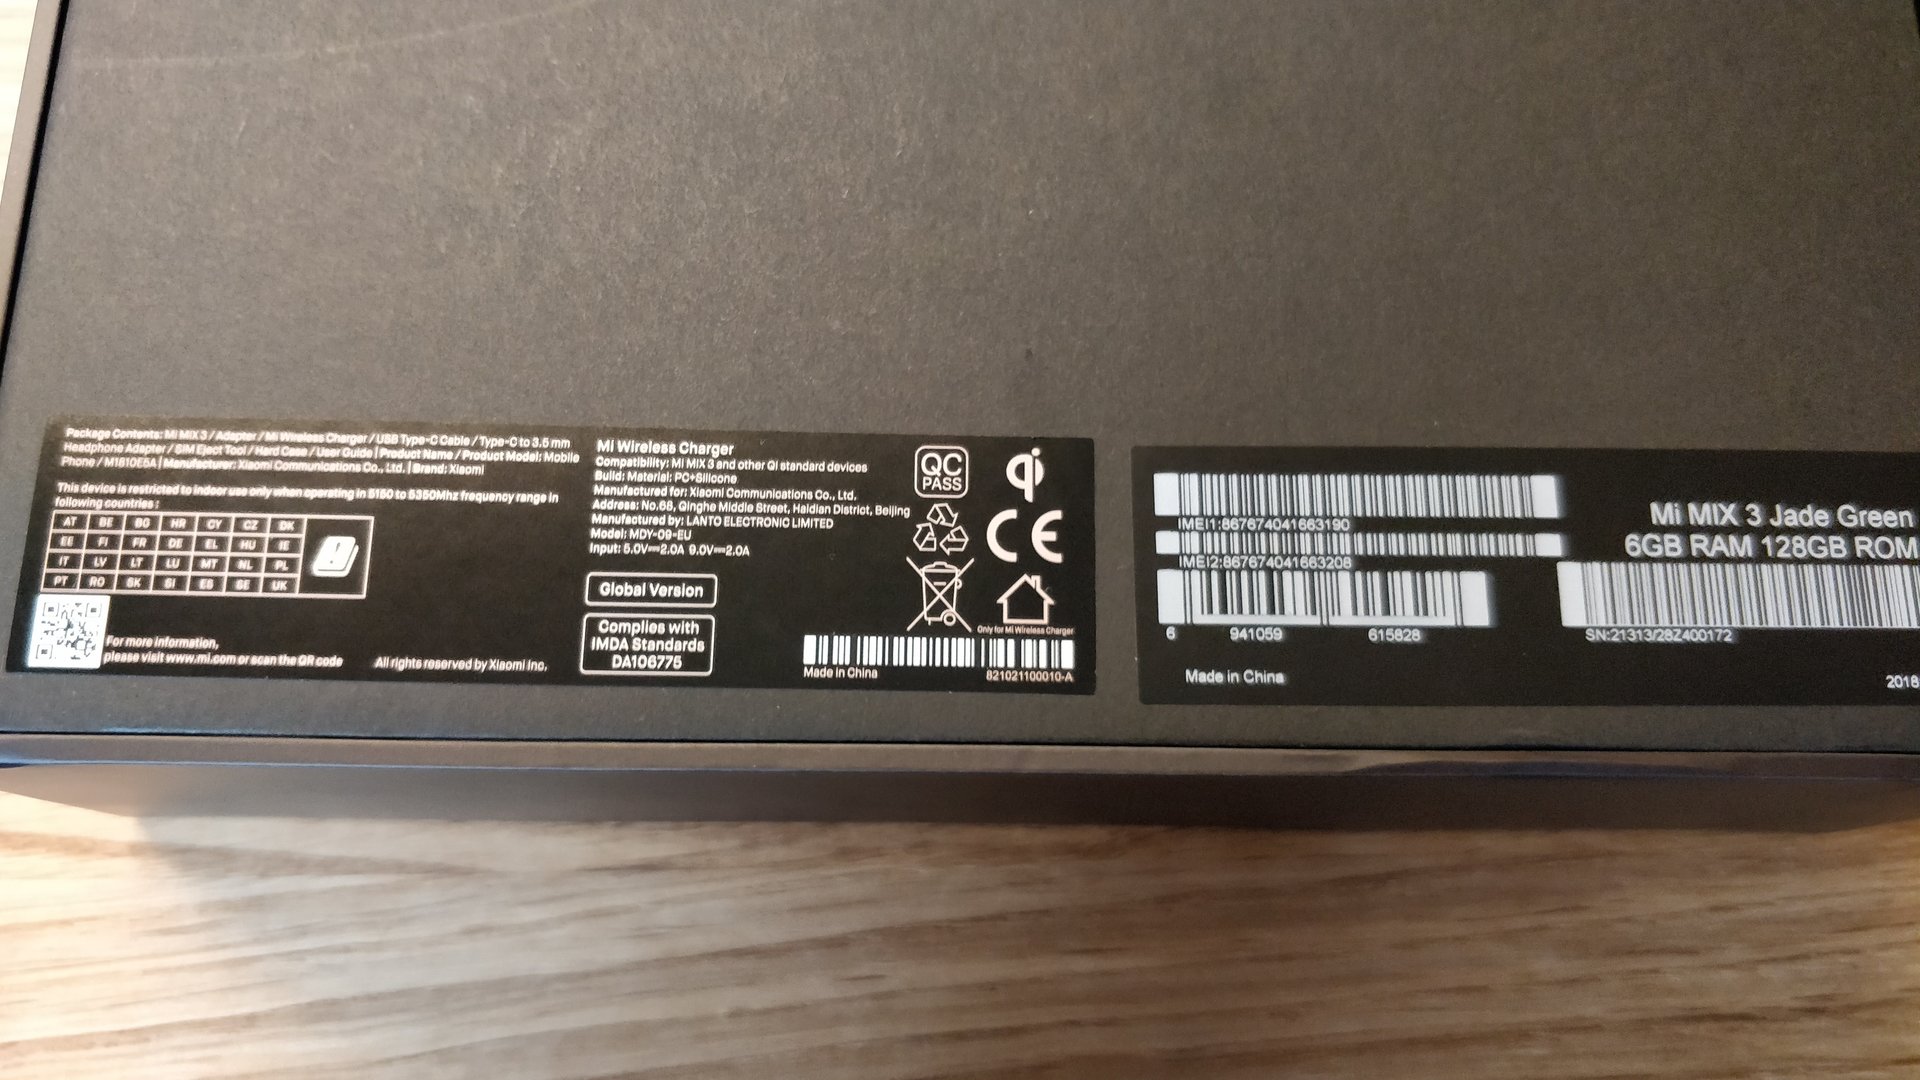 Package Contents: Mi MIX 3 / Adapter / Mi Wireless Charger / USB Type-C Cable / Type-C to 3.5 mm
Headphone Adapter / SIM Eject Tool / Hard Case / User Guide | Product Name / Product Model: Mobile
Phone / M1810E5A | Manufacturer: Xiaomi Communications Co., Ltd. | Brand: Xiaomi
This device is restricted to indoor use only when operating in 5150 to 5350Mhz frequency range in
following countries :
AT BE BG HR CY CZ DK
EE FI FR DE EL HU IE
IT LV LT LU MT NL PL
PT RO SK SI ES SE UK
For more information,
please visit www.mi.com or scan the QR code
All rights reserved by Xiaomi Inc.
Mi Wireless Charger
Compatibility: MI MIX 3 and other QI standard devices
Build: Material: PC+Silicone
Manufactured for: Xiaomi Communications Co., Ltd.
Address: No.68, Qinghe Middle Street, Haidian District, Beijing
Manufactured by: LANTO ELECTRONIC LIMITED
Model: MDY-09-EU
Input: 5.0V⎓2.0A 9.0V⎓2.0A
Global Version
Complies with
IMDA Standards
DA106775
QC
PASS
qi
CE
Only for Mi Wireless Charger
Made in China
821021100010-A
IMEI1:867674041663190
IMEI2:867674041663208
6 941059 615828
Made in China
Mi MIX 3 Jade Green
6GB RAM 128GB ROM
SN:21313/28Z400172
2018